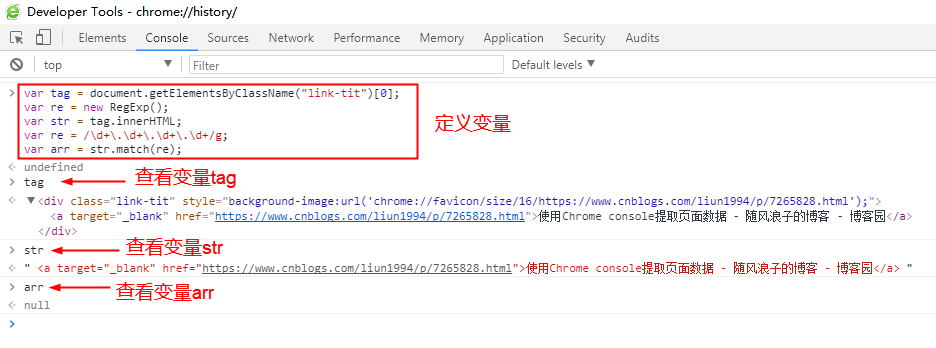 Developer Tools - chrome://history/
Elements Console Sources Network Performance Memory Application Security Audits
top Filter Default levels
var tag = document.getElementsByClassName("link-tit")[0];
var re = new RegExp();
var str = tag.innerHTML;
var re = /\d+\.\d+\.\d+\.\d+/g;
var arr = str.match(re);
定义变量
undefined
tag 查看变量tag
<div class="link-tit" style="background-image:url('chrome://favicon/size/16/https://www.cnblogs.com/liun1994/p/7265828.html');">
<a target="_blank" href="https://www.cnblogs.com/liun1994/p/7265828.html">使用Chrome console提取页面数据 - 随风浪子的博客 - 博客园</a>
</div>
str 查看变量str
" <a target="_blank" href="https://www.cnblogs.com/liun1994/p/7265828.html">使用Chrome console提取页面数据 - 随风浪子的博客 - 博客园</a> "
arr 查看变量arr
null